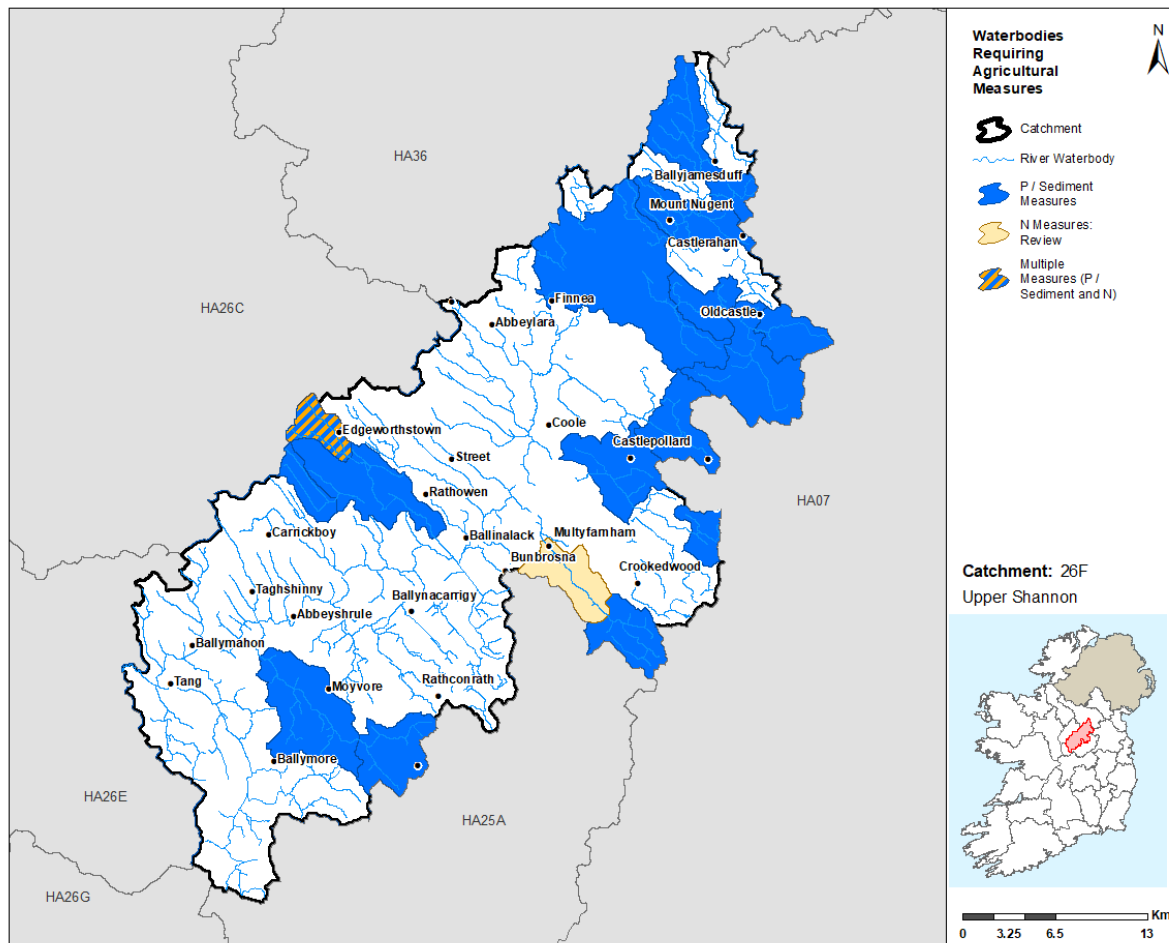 HA36
HA26C
HA07
HA26E
HA25A
HA26G
Ballyjamesduff
Mount Nugent
Castlerahan
Finnea
Oldcastle
Abbeylara
Edgeworthstown
Coole
Castlepollard
Street
Rathowen
Carrickboy
Ballinalack
Multyfarnham
Bunbrosna
Crookedwood
Taghshinny
Ballynacarrigy
Abbeyshrule
Ballymahon
Tang
Moyvore
Rathconrath
Ballymore
Waterbodies
Requiring
Agricultural
Measures
N
Catchment
River Waterbody
P / Sediment
Measures
N Measures:
Review
Multiple
Measures (P /
Sediment and N)
Catchment: 26F
Upper Shannon
Km
0 3.25 6.5 13